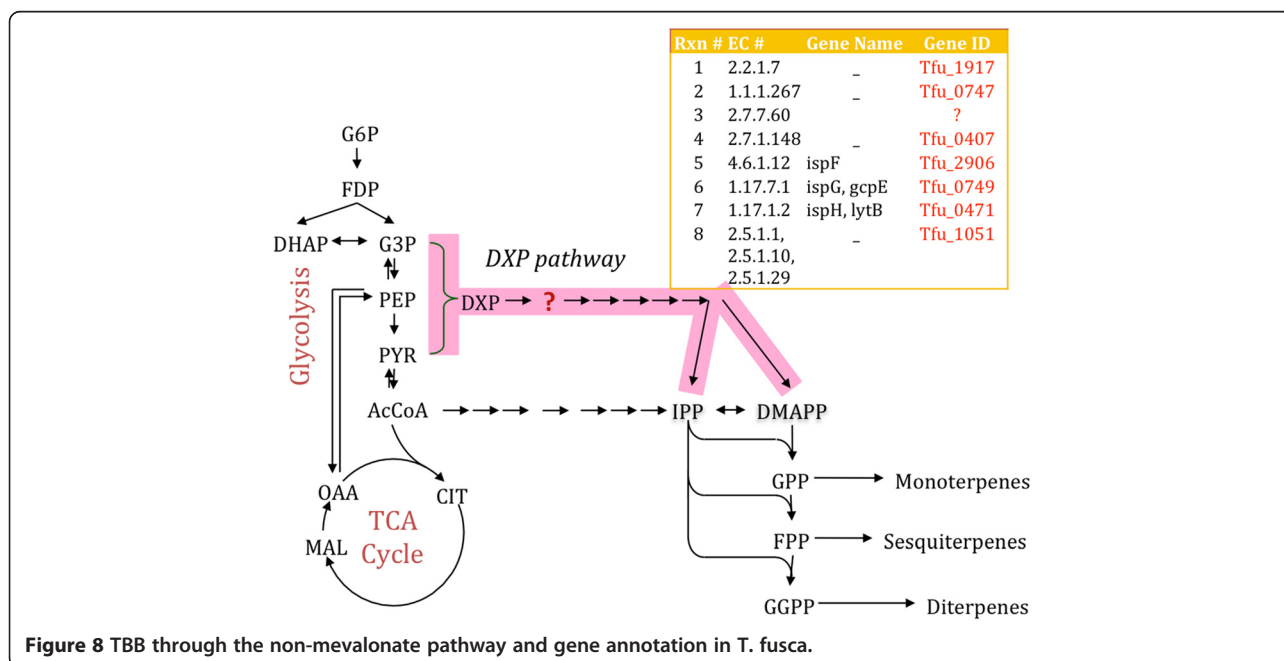 Rxn # EC # Gene Name Gene ID
1 2.2.1.7 _ Tfu_1917
2 1.1.1.267 _ Tfu_0747
3 2.7.7.60 ?
4 2.7.1.148 _ Tfu_0407
5 4.6.1.12 ispF Tfu_2906
6 1.17.7.1 ispG, gcpE Tfu_0749
7 1.17.1.2 ispH, lytB Tfu_0471
8 2.5.1.1, _ Tfu_1051
2.5.1.10,
2.5.1.29
G6P
FDP
DHAP G3P
DXP pathway
Glycolysis
PEP DXP ?
PYR
AcCoA IPP DMAPP
OAA CIT GPP Monoterpenes
TCA
Cycle
MAL FPP Sesquiterpenes
GGPP Diterpenes
Figure 8 TBB through the non-mevalonate pathway and gene annotation in T. fusca.